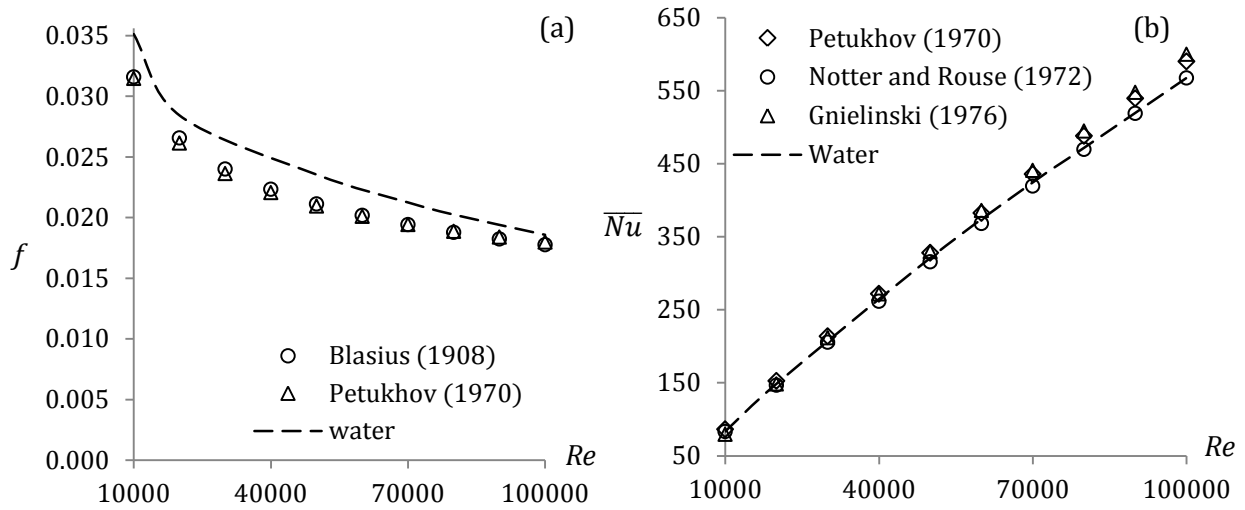 (a)
0.035
0.030
0.025
0.020
0.015
0.010
0.005
0.000
f
Blasius (1908)
Petukhov (1970)
water
Re
10000
40000
70000
100000
(b)
650
550
450
350
250
150
50
Nu
Petukhov (1970)
Notter and Rouse (1972)
Gnielinski (1976)
Water
Re
10000
40000
70000
100000